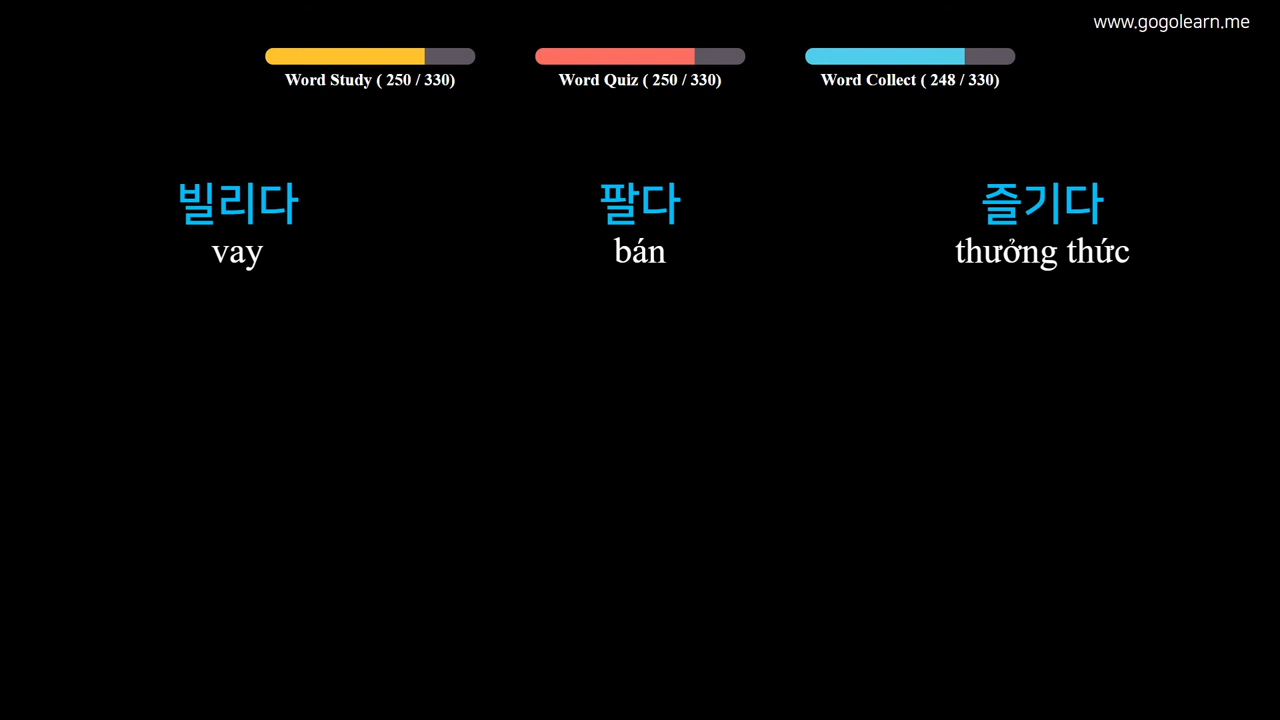 www.gogolearn.me
Word Study ( 250 / 330)
Word Quiz ( 250 / 330)
Word Collect ( 248 / 330)
빌리다
vay
팔다
bán
즐기다
thưởng thức